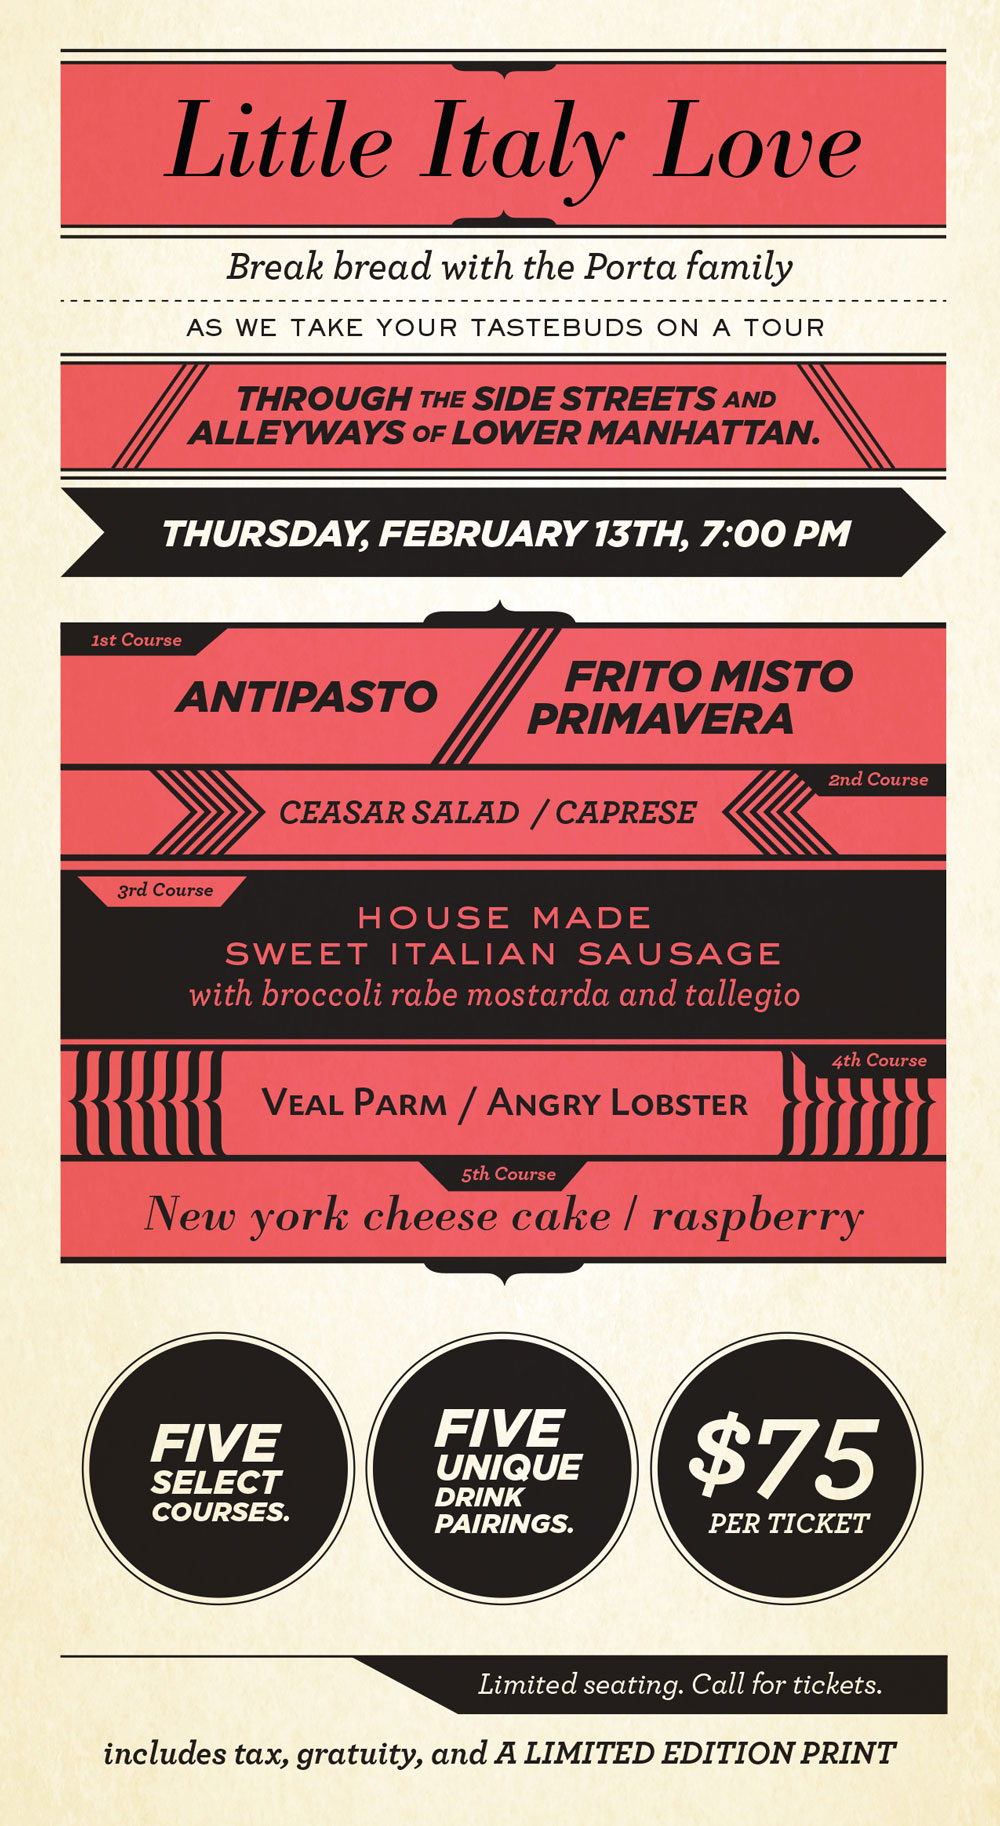 Little Italy Love
Break bread with the Porta family
AS WE TAKE YOUR TASTEBUDS ON A TOUR
THROUGH THE SIDE STREETS AND
ALLEYWAYS OF LOWER MANHATTAN.
THURSDAY, FEBRUARY 13TH, 7:00 PM
1st Course
ANTIPASTO
FRITO MISTO
PRIMAVERA
2nd Course
CEASAR SALAD / CAPRESE
3rd Course
HOUSE MADE
SWEET ITALIAN SAUSAGE
with broccoli rabe mostarda and tallegio
4th Course
VEAL PARM / ANGRY LOBSTER
5th Course
New york cheese cake / raspberry
FIVE
SELECT
COURSES.
FIVE
UNIQUE
DRINK
PAIRINGS.
$75
PER TICKET
Limited seating. Call for tickets.
includes tax, gratuity, and A LIMITED EDITION PRINT